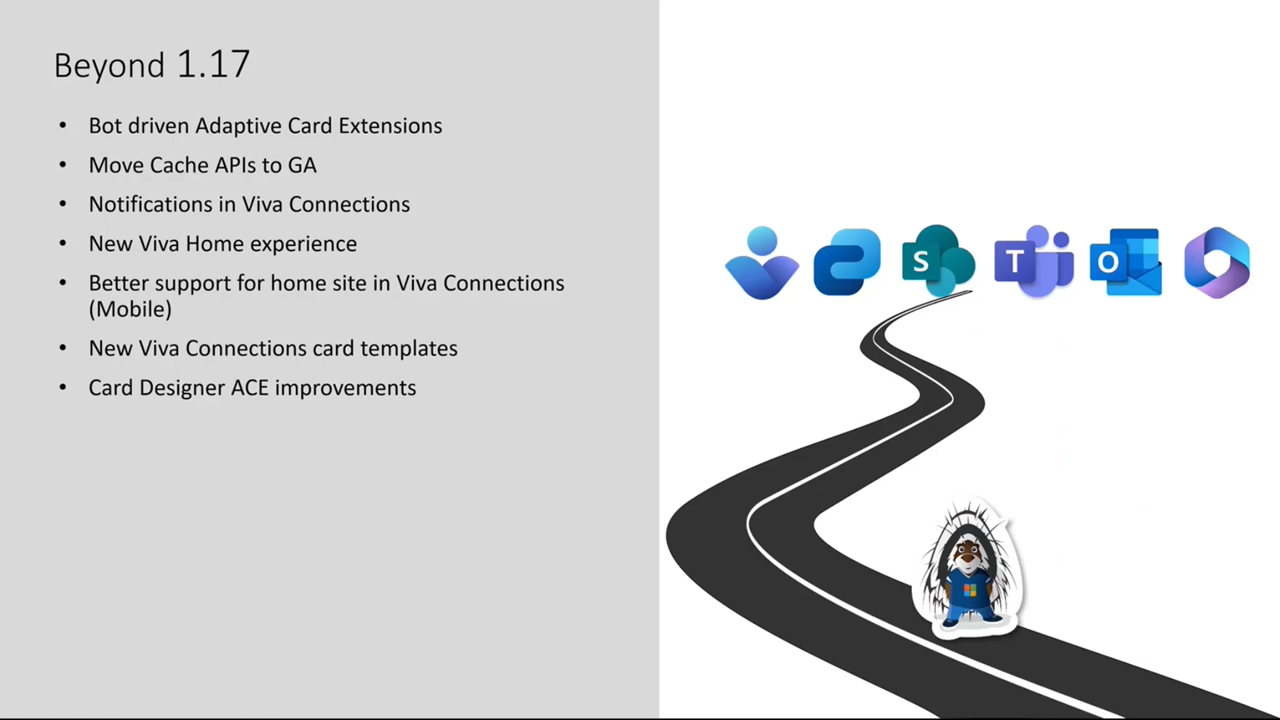 Beyond 1.17
• Bot driven Adaptive Card Extensions
• Move Cache APIs to GA
• Notifications in Viva Connections
• New Viva Home experience
• Better support for home site in Viva Connections
(Mobile)
• New Viva Connections card templates
• Card Designer ACE improvements
S
T
O